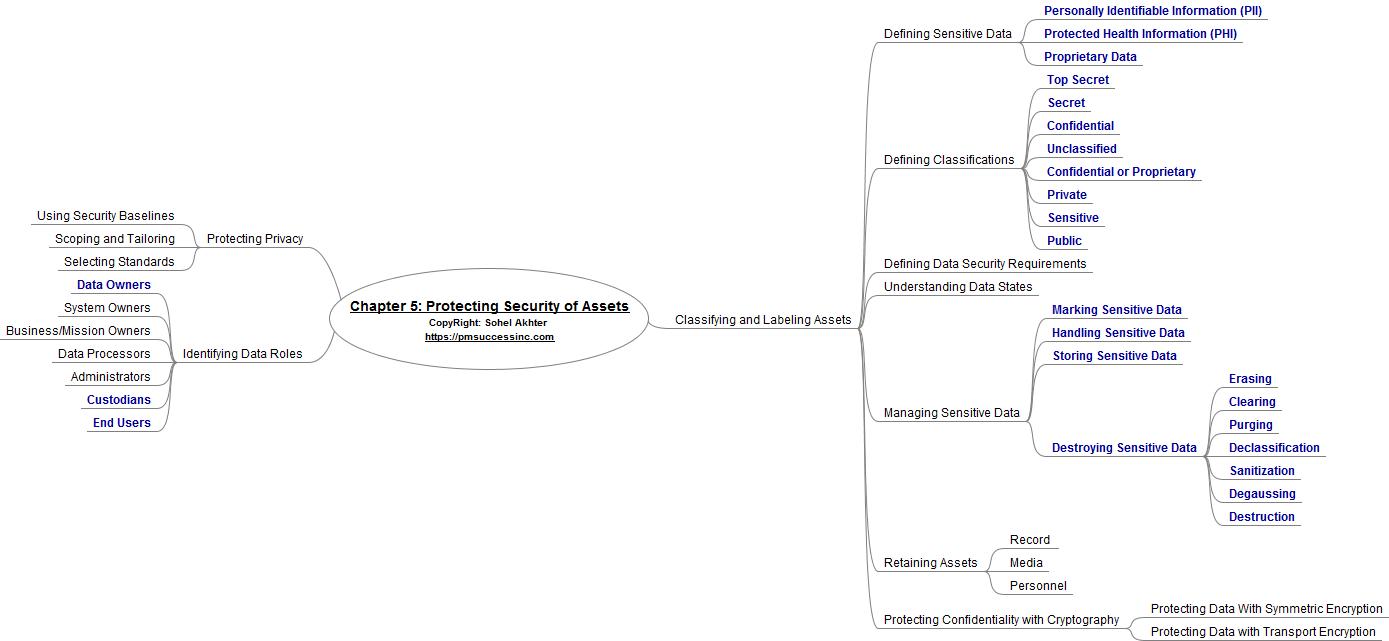 Chapter 5: Protecting Security of Assets
CopyRight: Sohel Akhter
https://pmsuccessinc.com
Protecting Privacy
Using Security Baselines
Scoping and Tailoring
Selecting Standards
Identifying Data Roles
Data Owners
System Owners
Business/Mission Owners
Data Processors
Administrators
Custodians
End Users
Classifying and Labeling Assets
Defining Sensitive Data
Personally Identifiable Information (PII)
Protected Health Information (PHI)
Proprietary Data
Defining Classifications
Top Secret
Secret
Confidential
Unclassified
Confidential or Proprietary
Private
Sensitive
Public
Defining Data Security Requirements
Understanding Data States
Managing Sensitive Data
Marking Sensitive Data
Handling Sensitive Data
Storing Sensitive Data
Destroying Sensitive Data
Erasing
Clearing
Purging
Declassification
Sanitization
Degaussing
Destruction
Retaining Assets
Record
Media
Personnel
Protecting Confidentiality with Cryptography
Protecting Data With Symmetric Encryption
Protecting Data with Transport Encryption